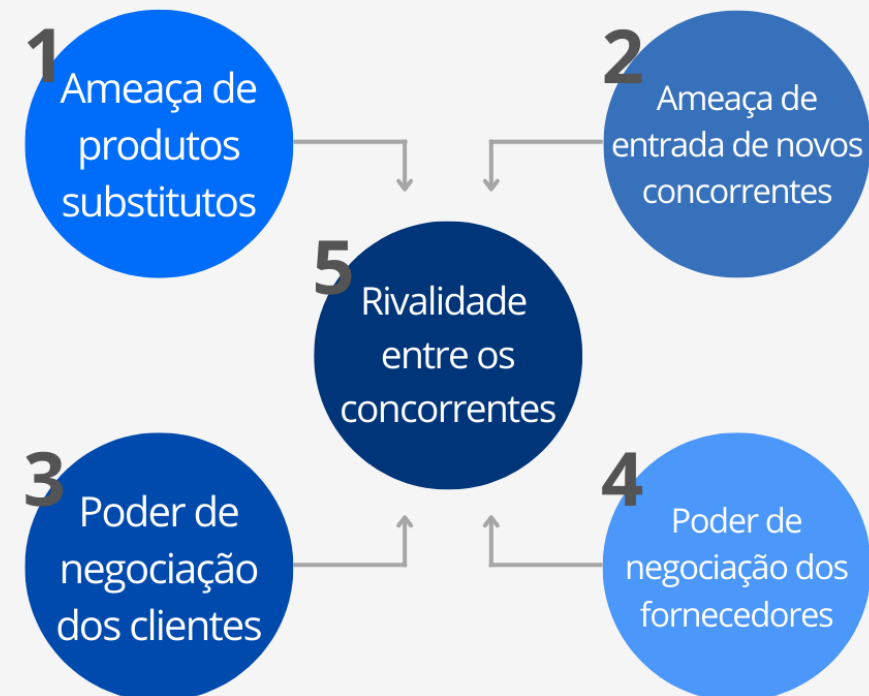 1
Ameaça de
produtos
substitutos
2
Ameaça de
entrada de novos
concorrentes
5
Rivalidade
entre os
concorrentes
3
Poder de
negociação
dos clientes
4
Poder de
negociação dos
fornecedores